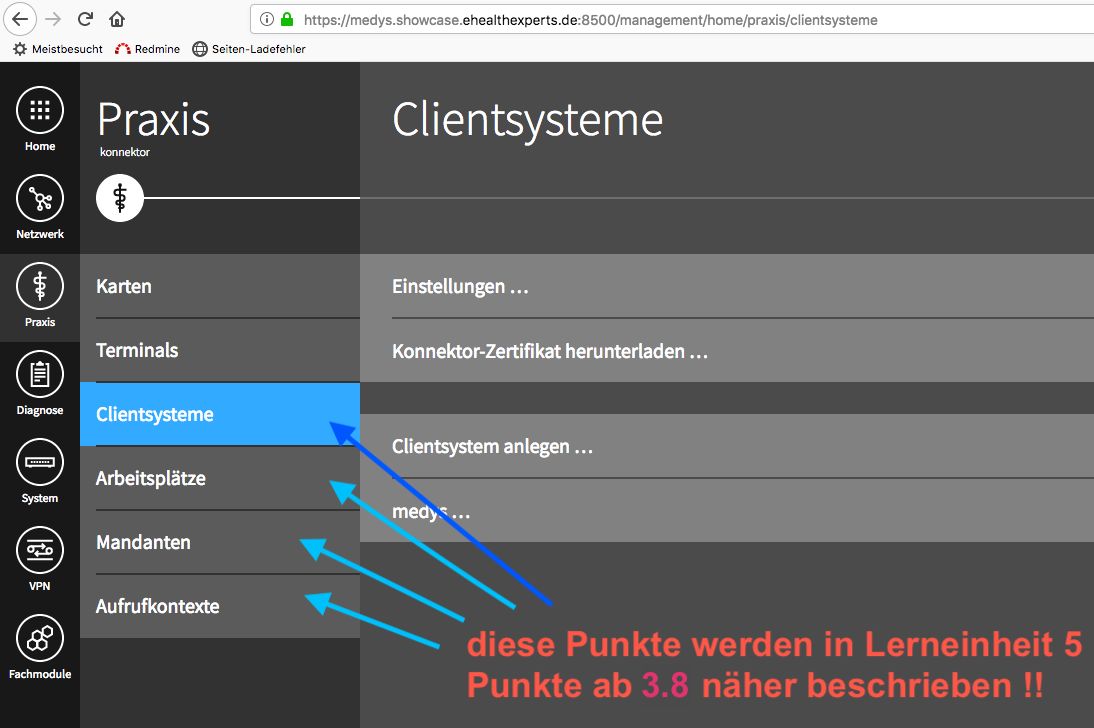 https://medys.showcase.ehealthexperts.de:8500/management/home/praxis/clientsysteme
Meistbesucht Redmine Seiten-Ladefehler
Home
Netzwerk
Praxis
Diagnose
System
VPN
Fachmodule
Praxis
konnektor
Karten
Terminals
Clientsysteme
Arbeitsplätze
Mandanten
Aufrufkontexte
Clientsysteme
Einstellungen …
Konnektor-Zertifikat herunterladen …
Clientsystem anlegen …
medys …
diese Punkte werden in Lerneinheit 5
Punkte ab 3.8 näher beschrieben !!